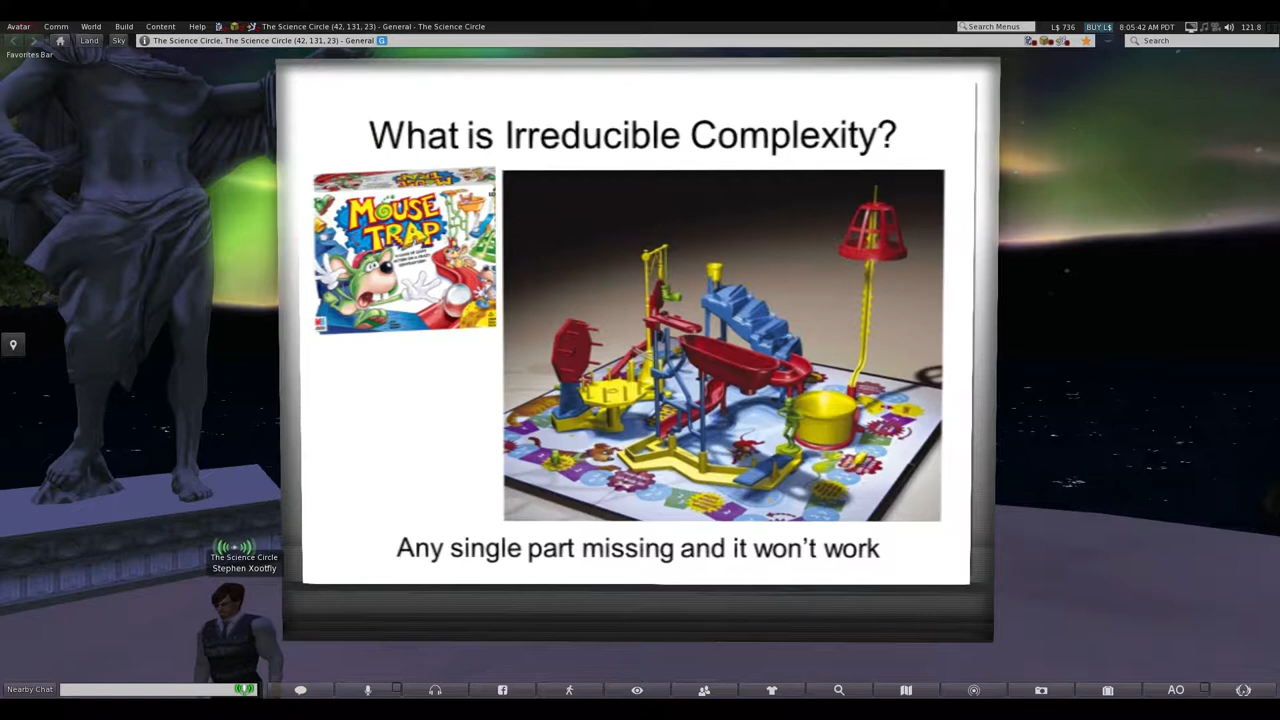 Avatar Comm World Build Content Help The Science Circle (42, 131, 23) - General - The Science Circle Search Menus L$ 736 BUY L$ 8:05:42 AM PDT 121.8
Land Sky The Science Circle, The Science Circle (42, 131, 23) - General G Search
Favorites Bar
What is Irreducible Complexity?
MOUSE TRAP
MOUSE
TRAP
Any single part missing and it won't work
The Science Circle
Stephen Xootfly
Nearby Chat AO